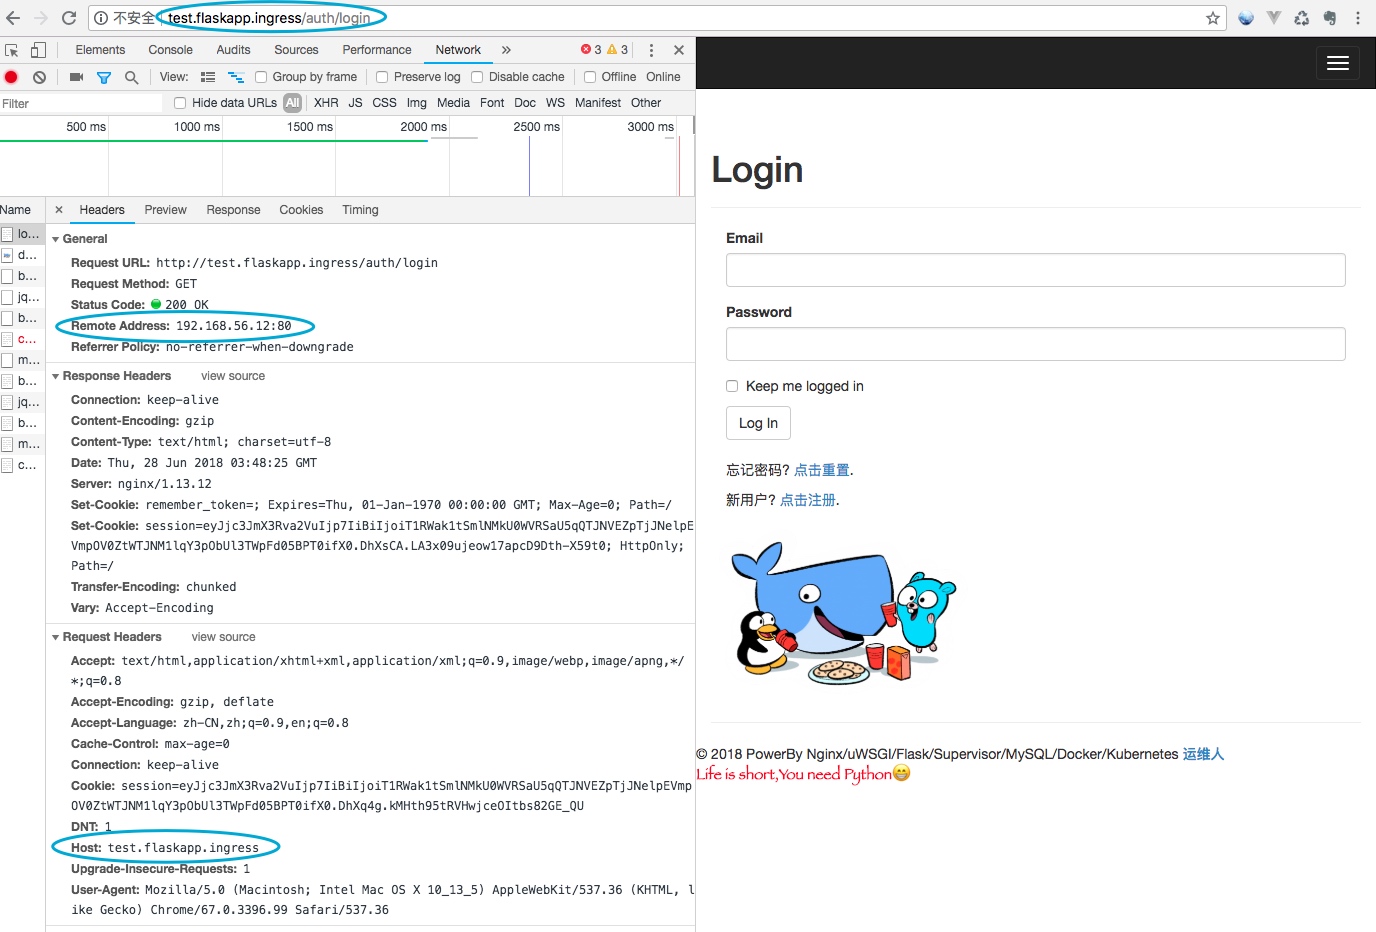 不安全 test.flaskapp.ingress/auth/login
Elements Console Audits Sources Performance Network » 3 3
View: Group by frame Preserve log Disable cache Offline Online
Filter Hide data URLs All XHR JS CSS Img Media Font Doc WS Manifest Other
500 ms 1000 ms 1500 ms 2000 ms 2500 ms 3000 ms
Name × Headers Preview Response Cookies Timing
lo...
d...
b...
jq...
b...
c...
m...
b...
jq...
b...
m...
c...
General
Request URL: http://test.flaskapp.ingress/auth/login
Request Method: GET
Status Code: 200 OK
Remote Address: 192.168.56.12:80
Referrer Policy: no-referrer-when-downgrade
Response Headers view source
Connection: keep-alive
Content-Encoding: gzip
Content-Type: text/html; charset=utf-8
Date: Thu, 28 Jun 2018 03:48:25 GMT
Server: nginx/1.13.12
Set-Cookie: remember_token=; Expires=Thu, 01-Jan-1970 00:00:00 GMT; Max-Age=0; Path=/
Set-Cookie: session=eyJjc3JmX3Rva2VuIjp7IiBiIjoiT1RWak1tSmlNMkU0WVRSaU5qQTJNVEZpTjJNelpE
VmpOV0ZtWTJNM1lqY3pObUl3TWpFd05BPT0ifX0.DhXsCA.LA3x09ujeow17apcD9Dth-X59t0; HttpOnly;
Path=/
Transfer-Encoding: chunked
Vary: Accept-Encoding
Request Headers view source
Accept: text/html,application/xhtml+xml,application/xml;q=0.9,image/webp,image/apng,*/
*;q=0.8
Accept-Encoding: gzip, deflate
Accept-Language: zh-CN,zh;q=0.9,en;q=0.8
Cache-Control: max-age=0
Connection: keep-alive
Cookie: session=eyJjc3JmX3Rva2VuIjp7IiBiIjoiT1RWak1tSmlNMkU0WVRSaU5qQTJNVEZpTjJNelpEVmp
OV0ZtWTJNM1lqY3pObUl3TWpFd05BPT0ifX0.DhXq4g.kMHth95tRVHwjceOItbs82GE_QU
DNT: 1
Host: test.flaskapp.ingress
Upgrade-Insecure-Requests: 1
User-Agent: Mozilla/5.0 (Macintosh; Intel Mac OS X 10_13_5) AppleWebKit/537.36 (KHTML, l
ike Gecko) Chrome/67.0.3396.99 Safari/537.36
Login
Email
Password
Keep me logged in
Log In
忘记密码? 点击重置.
新用户? 点击注册.
© 2018 PowerBy Nginx/uWSGI/Flask/Supervisor/MySQL/Docker/Kubernetes 运维人
Life is short,You need Python😁